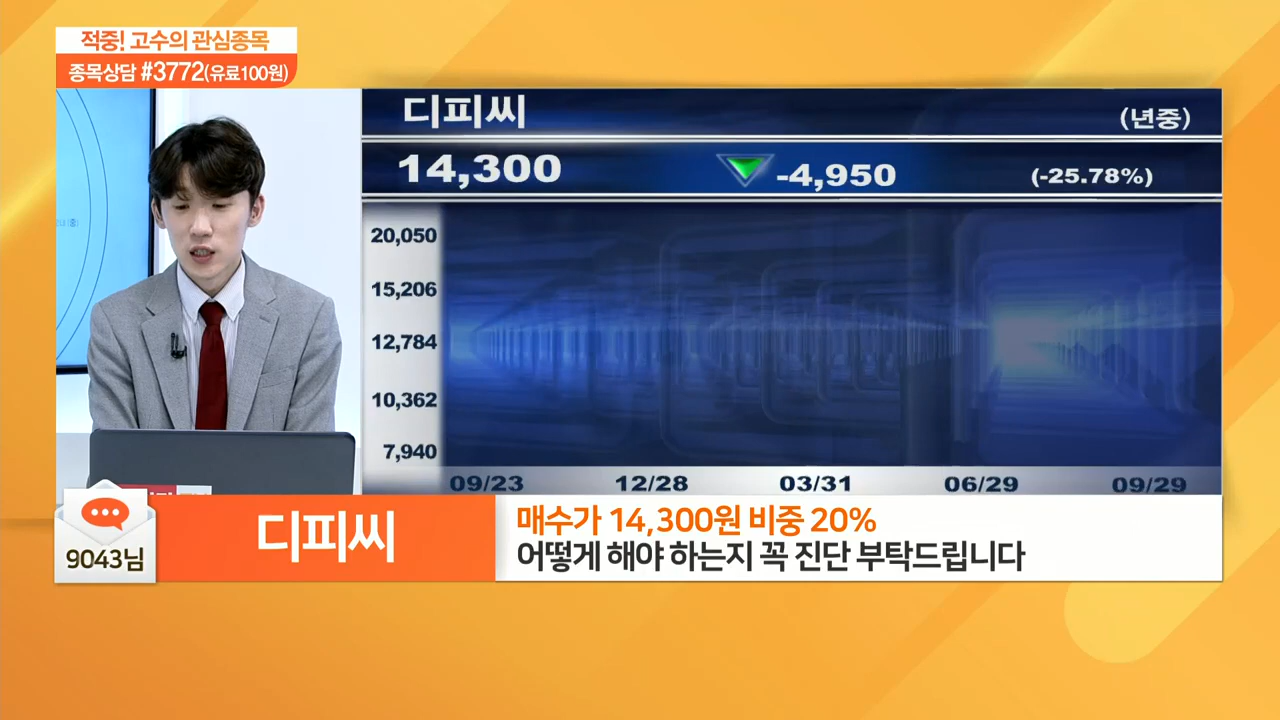 적중! 고수의 관심종목
종목상담 #3772(유료100원)
디피씨
(년중)
14,300
-4,950
(-25.78%)
20,050
15,206
12,784
10,362
7,940
09/23 12/28 03/31 06/29 09/29
9043님
디피씨
매수가 14,300원 비중 20%
어떻게 해야 하는지 꼭 진단 부탁드립니다